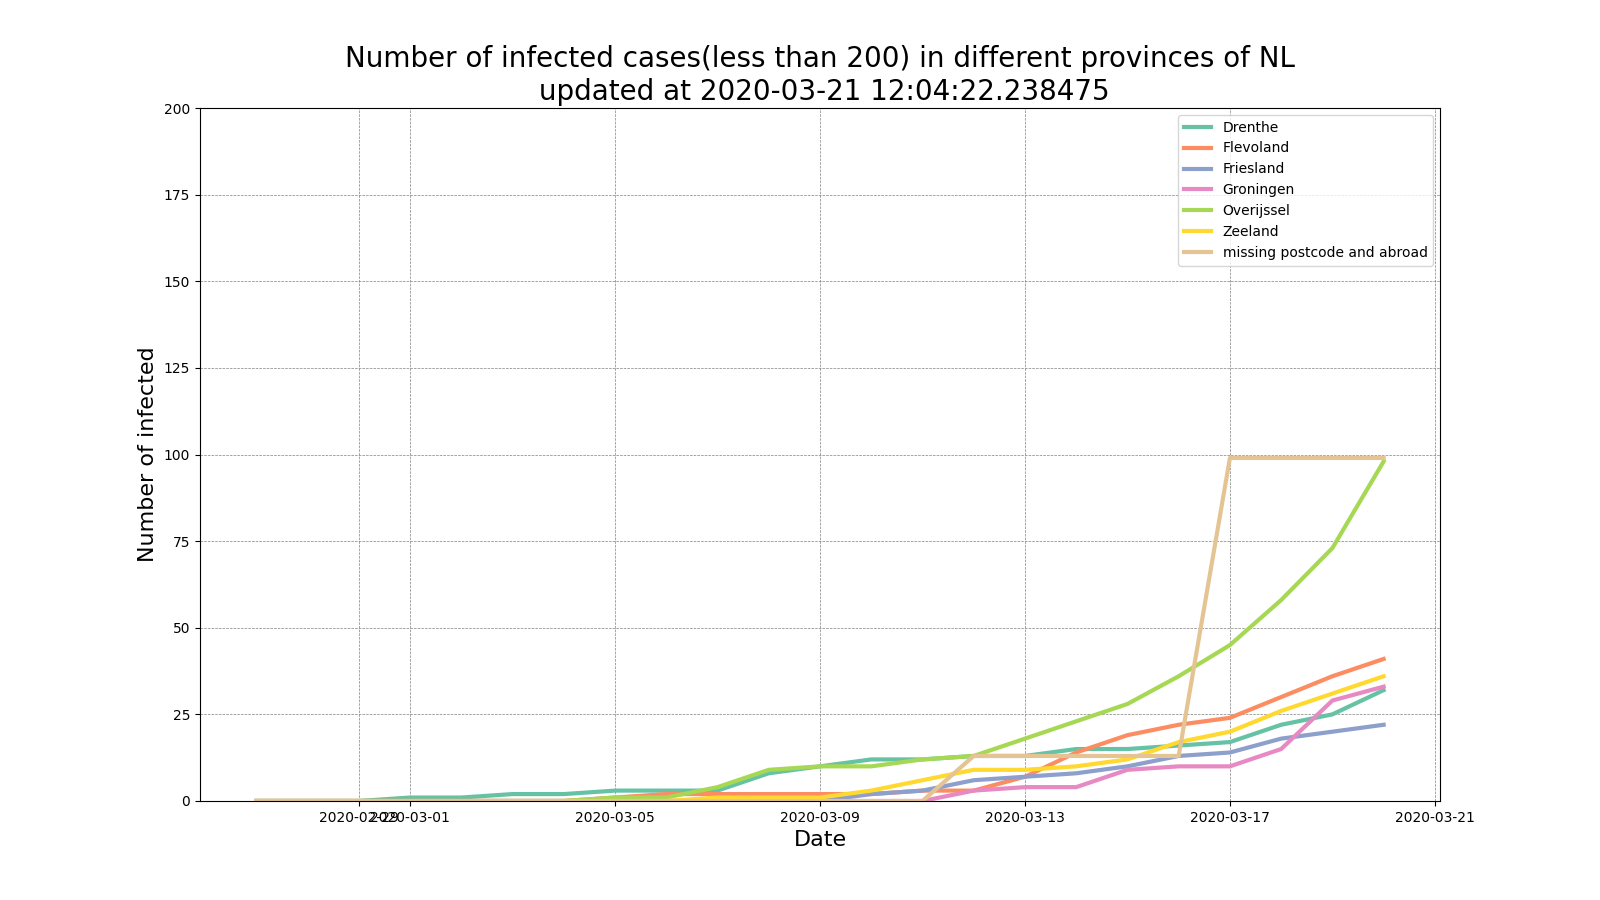 Number of infected cases(less than 200) in different provinces of NL
updated at 2020-03-21 12:04:22.238475
200
175
150
125
100
75
50
25
0
Number of infected
Drenthe
Flevoland
Friesland
Groningen
Overijssel
Zeeland
missing postcode and abroad
2020-02-29
2020-03-01
2020-03-05
2020-03-09
2020-03-13
2020-03-17
2020-03-21
Date